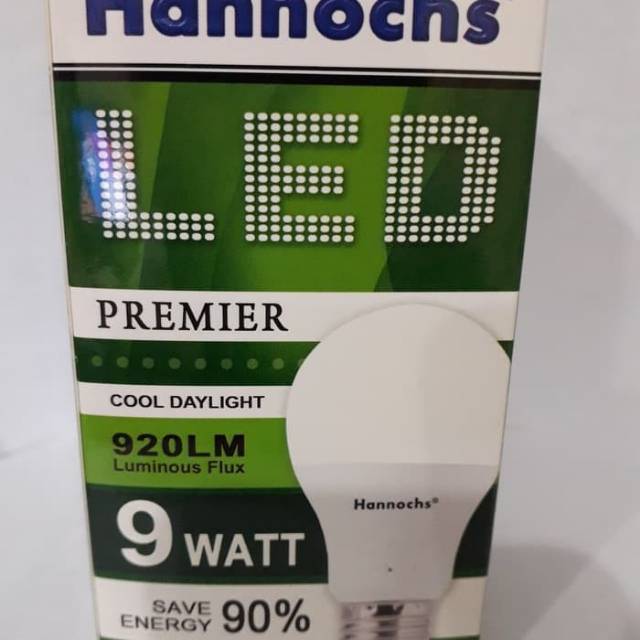 Hannochs
LED
PREMIER
COOL DAYLIGHT
920LM
Luminous Flux
9 WATT
Hannochs®
SAVE
ENERGY 90%